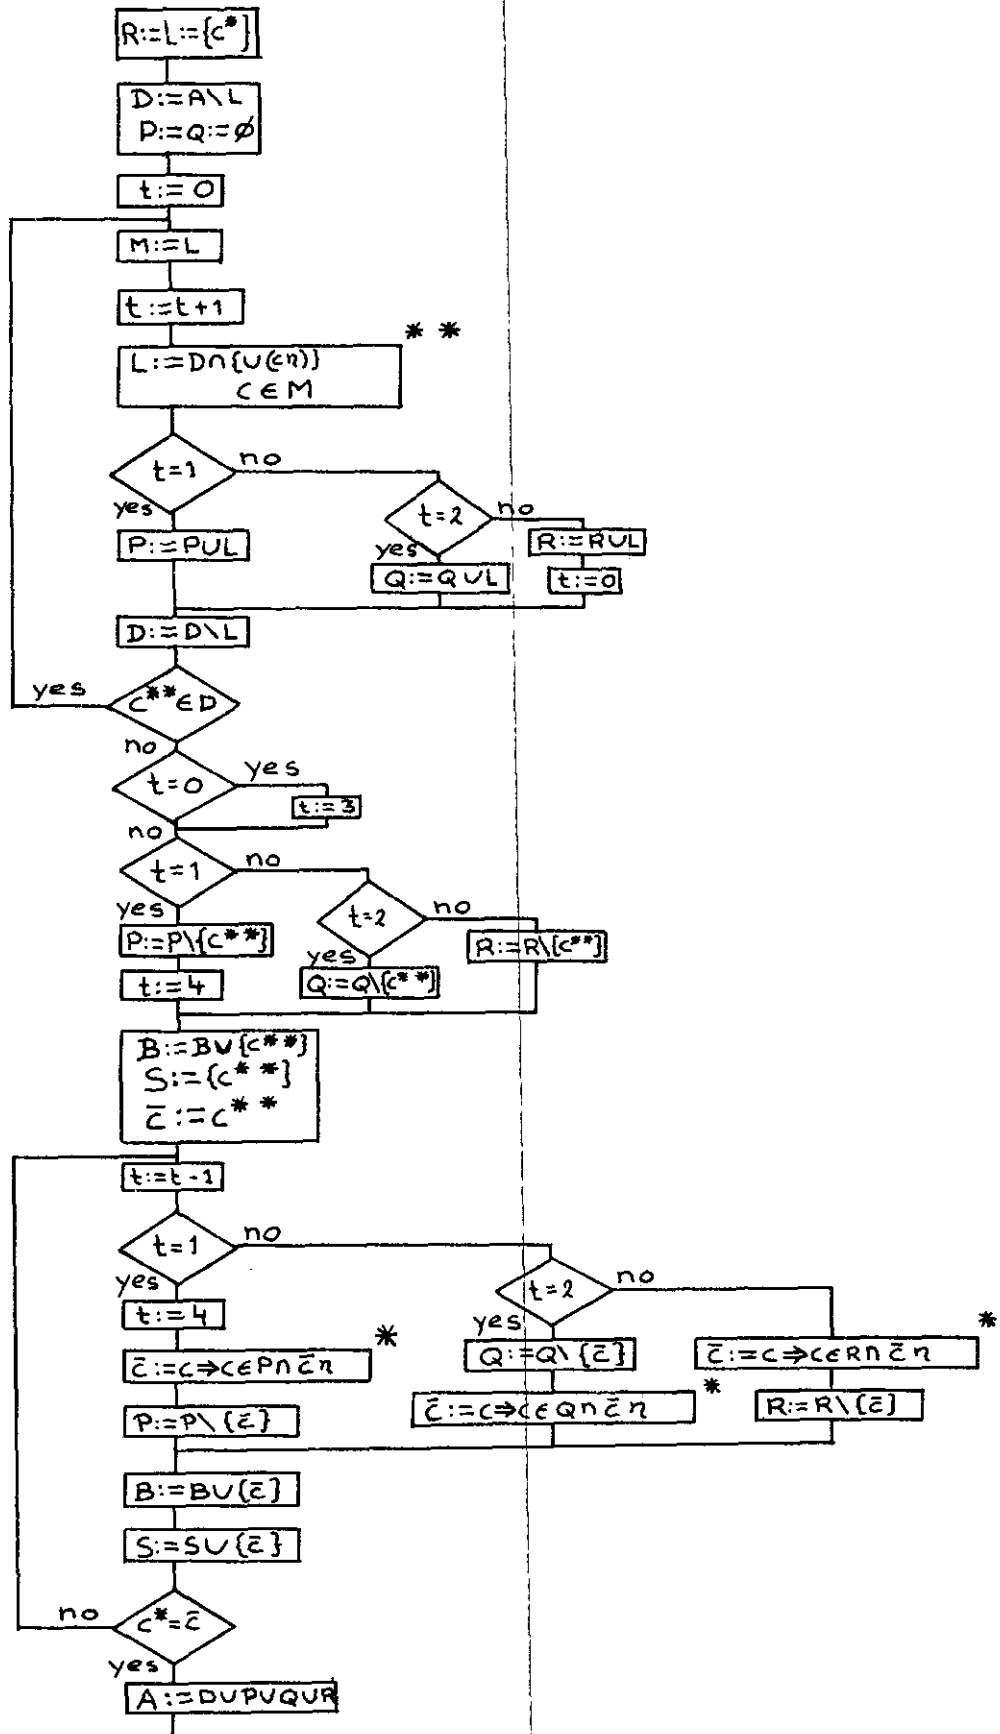 R:=L:={c*}
D:=A\L
P:=Q:=∅
t:=0
M:=L
t:=t+1
* *
L:=D∩{∪(cη)}
c∈M
t=1
no
yes
t=2
no
yes
P:=P∪L
Q:=Q∪L
R:=R∪L
t:=0
D:=D\L
c**∈D
yes
no
t=0
yes
t:=3
no
t=1
no
yes
t=2
no
yes
P:=P\{c**}
R:=R\{c**}
Q:=Q\{c**}
t:=4
B:=B∪{c**}
S:={c**}
c̄:=c**
t:=t-1
t=1
no
yes
t=2
no
yes
t:=4
*
c̄:=c⇒c∈P∩c̄η
P:=P\{c̄}
Q:=Q\{c̄}
*
c̄:=c⇒c∈Q∩c̄η
*
c̄:=c⇒c∈R∩c̄η
R:=R\{c̄}
B:=B∪{c̄}
S:=S∪{c̄}
c*=c̄
no
yes
A:=D∪P∪Q∪R